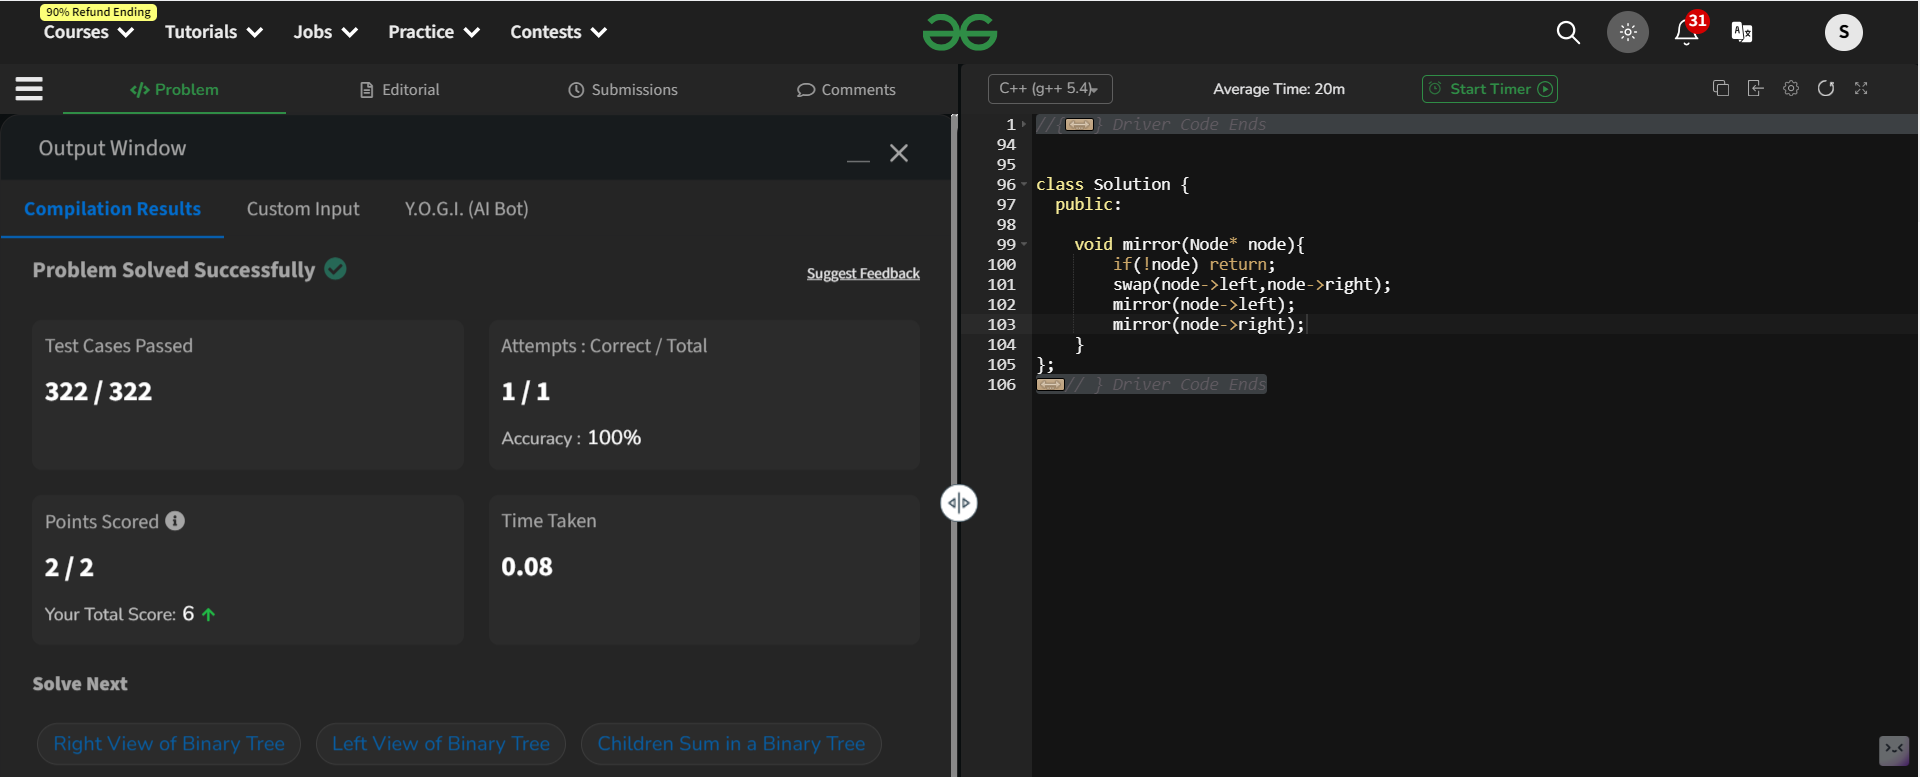 90% Refund Ending
Courses Tutorials Jobs Practice Contests
31
S
Problem Editorial Submissions Comments
Output Window
Compilation Results Custom Input Y.O.G.I. (AI Bot)
Problem Solved Successfully
Suggest Feedback
Test Cases Passed
322 / 322
Attempts : Correct / Total
1 / 1
Accuracy : 100%
Points Scored
2 / 2
Your Total Score: 6
Time Taken
0.08
Solve Next
Right View of Binary Tree Left View of Binary Tree Children Sum in a Binary Tree
C++ (g++ 5.4) Average Time: 20m Start Timer
1 //{ } Driver Code Ends
94
95
96 class Solution {
97 public:
98
99 void mirror(Node* node){
100 if(!node) return;
101 swap(node->left,node->right);
102 mirror(node->left);
103 mirror(node->right);
104 }
105 };
106 // } Driver Code Ends